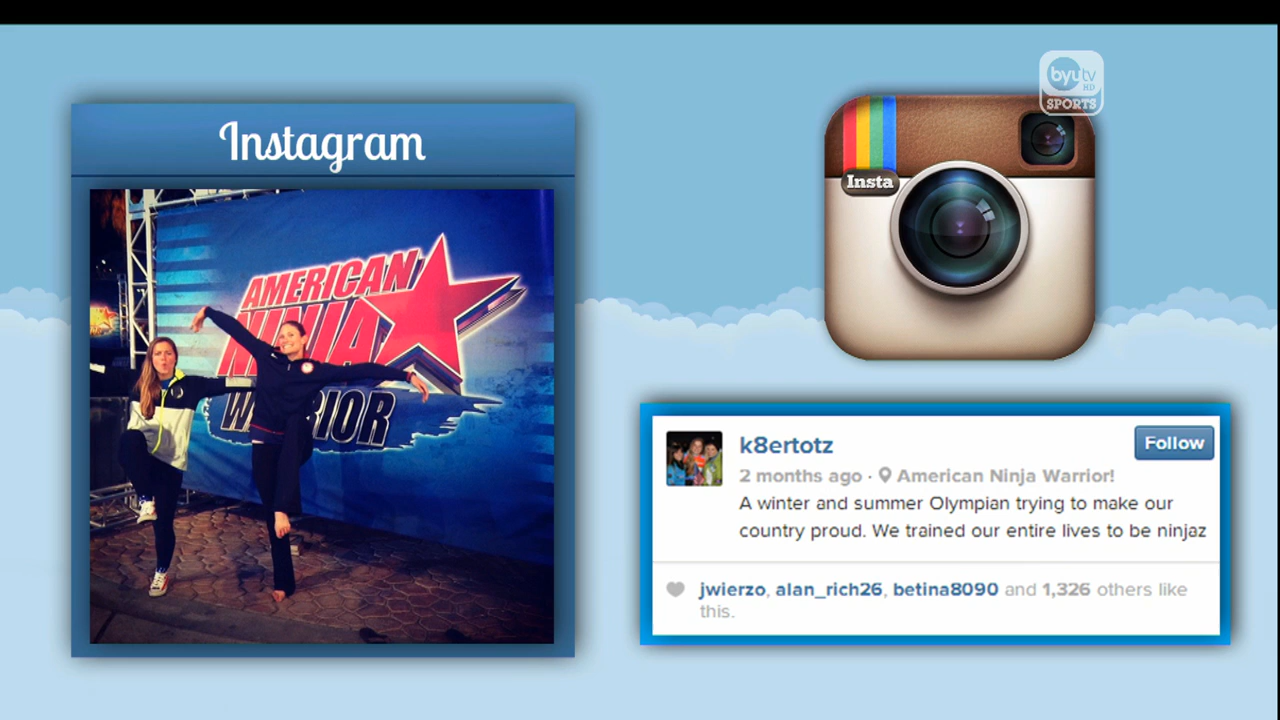 byutv
HD
SPORTS
Instagram
Insta
AMERICAN
NINJA
WARRIOR
k8ertotz
Follow
2 months ago · American Ninja Warrior!
A winter and summer Olympian trying to make our
country proud. We trained our entire lives to be ninjaz
jwierzo, alan_rich26, betina8090 and 1,326 others like
this.